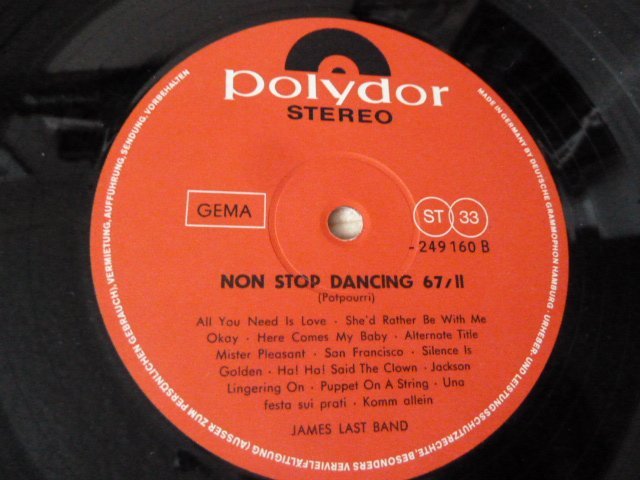 polydor
STEREO
GEMA
ST 33
- 249 160 B
NON STOP DANCING 67/II
(Potpourri)
All You Need Is Love · She'd Rather Be With Me
Okay · Here Comes My Baby · Alternate Title
Mister Pleasant · San Francisco · Silence Is
Golden · Ha! Ha! Said The Clown · Jackson
Lingering On · Puppet On A String · Una
festa sui prati · Komm allein
JAMES LAST BAND
MADE IN GERMANY BY DEUTSCHE GRAMMOPHON HAMBURG · URHEBER- UND LEISTUNGSSCHUTZRECHTE, BESONDERS VERVIELFÄLTIGUNG (AUSSER ZUM PERSÖNLICHEN GEBRAUCH), VERMIETUNG, AUFFÜHRUNG, SENDUNG, VORBEHALTEN